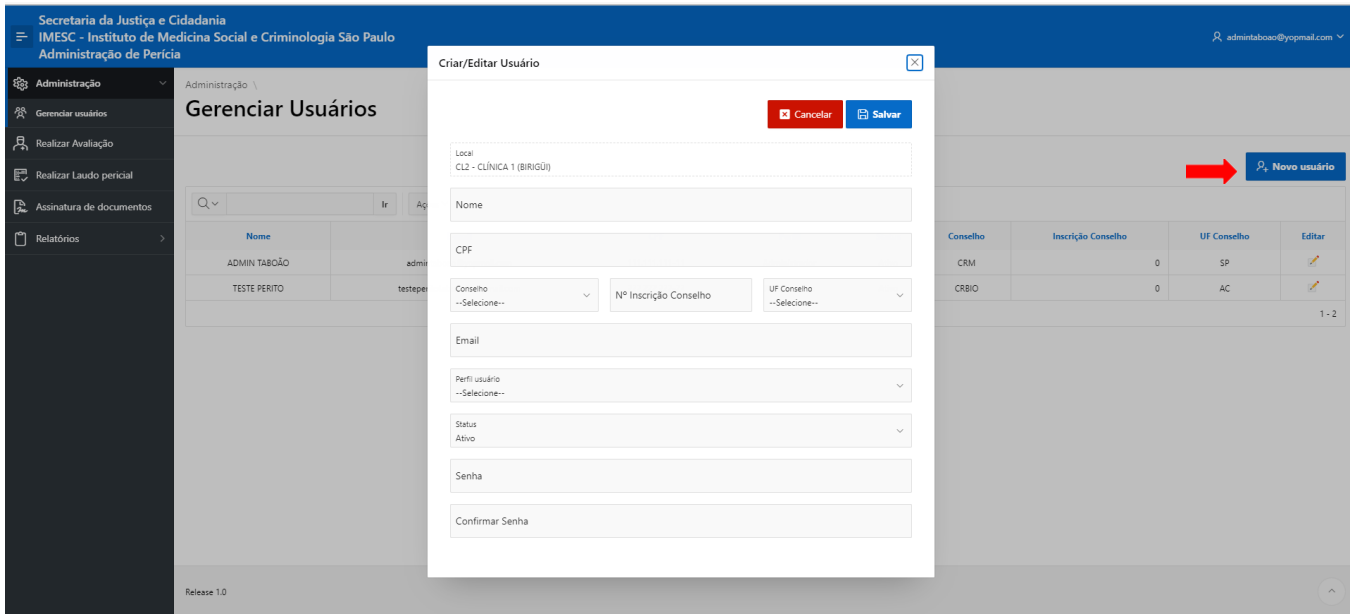 Secretaria da Justiça e Cidadania
IMESC - Instituto de Medicina Social e Criminologia São Paulo
Administração de Perícia
admintaboao@yopmail.com
Administração
Gerenciar usuários
Realizar Avaliação
Realizar Laudo pericial
Assinatura de documentos
Relatórios
Administração \
Gerenciar Usuários
Novo usuário
Ir
Nome Conselho Inscrição Conselho UF Conselho Editar
ADMIN TABOÃO admin CRM 0 SP
TESTE PERITO testeper CRBIO 0 AC
1 - 2
Criar/Editar Usuário
Cancelar Salvar
Local
CL2 - CLÍNICA 1 (BIRIGÜI)
Nome
CPF
Conselho
--Selecione--
Nº Inscrição Conselho
UF Conselho
--Selecione--
Email
Perfil usuário
--Selecione--
Status
Ativo
Senha
Confirmar Senha
Release 1.0